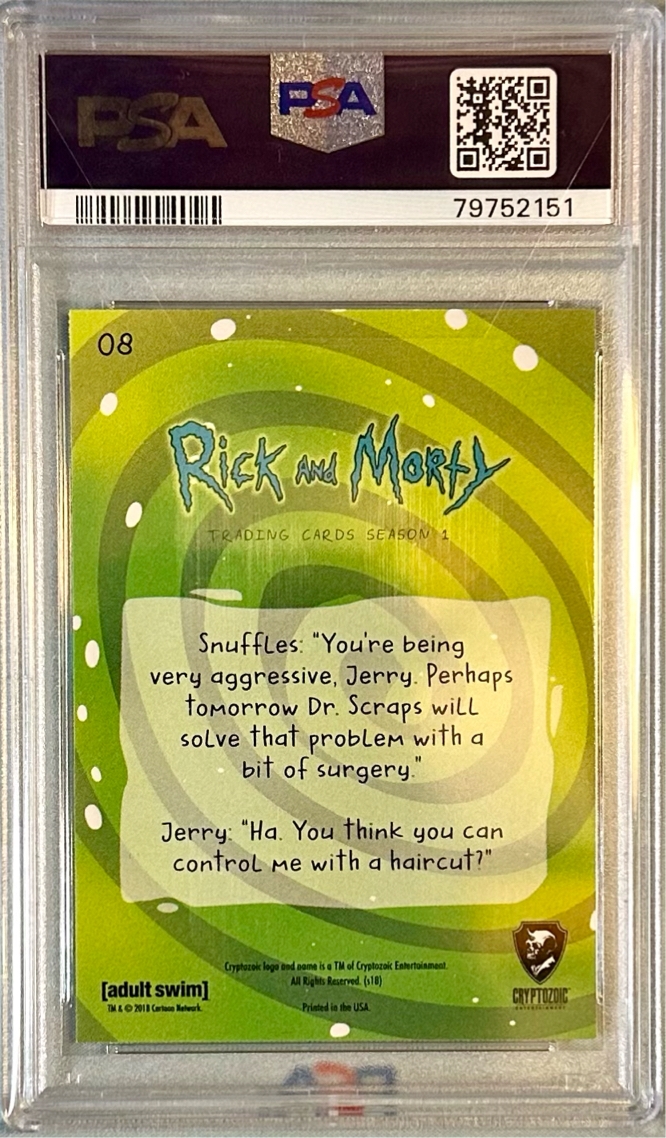 PSA PSA
79752151
08
Rick and Morty
TRADING CARDS SEASON 1
Snuffles: "You're being
very aggressive, Jerry. Perhaps
tomorrow Dr. Scraps will
solve that problem with a
bit of surgery."
Jerry: "Ha. You think you can
control me with a haircut?"
Cryptozoic logo and name is a TM of Cryptozoic Entertainment.
All Rights Reserved. (s18)
Printed in the USA.
[adult swim]
TM & © 2018 Cartoon Network.
CRYPTOZOIC
ENTERTAINMENT
PSA